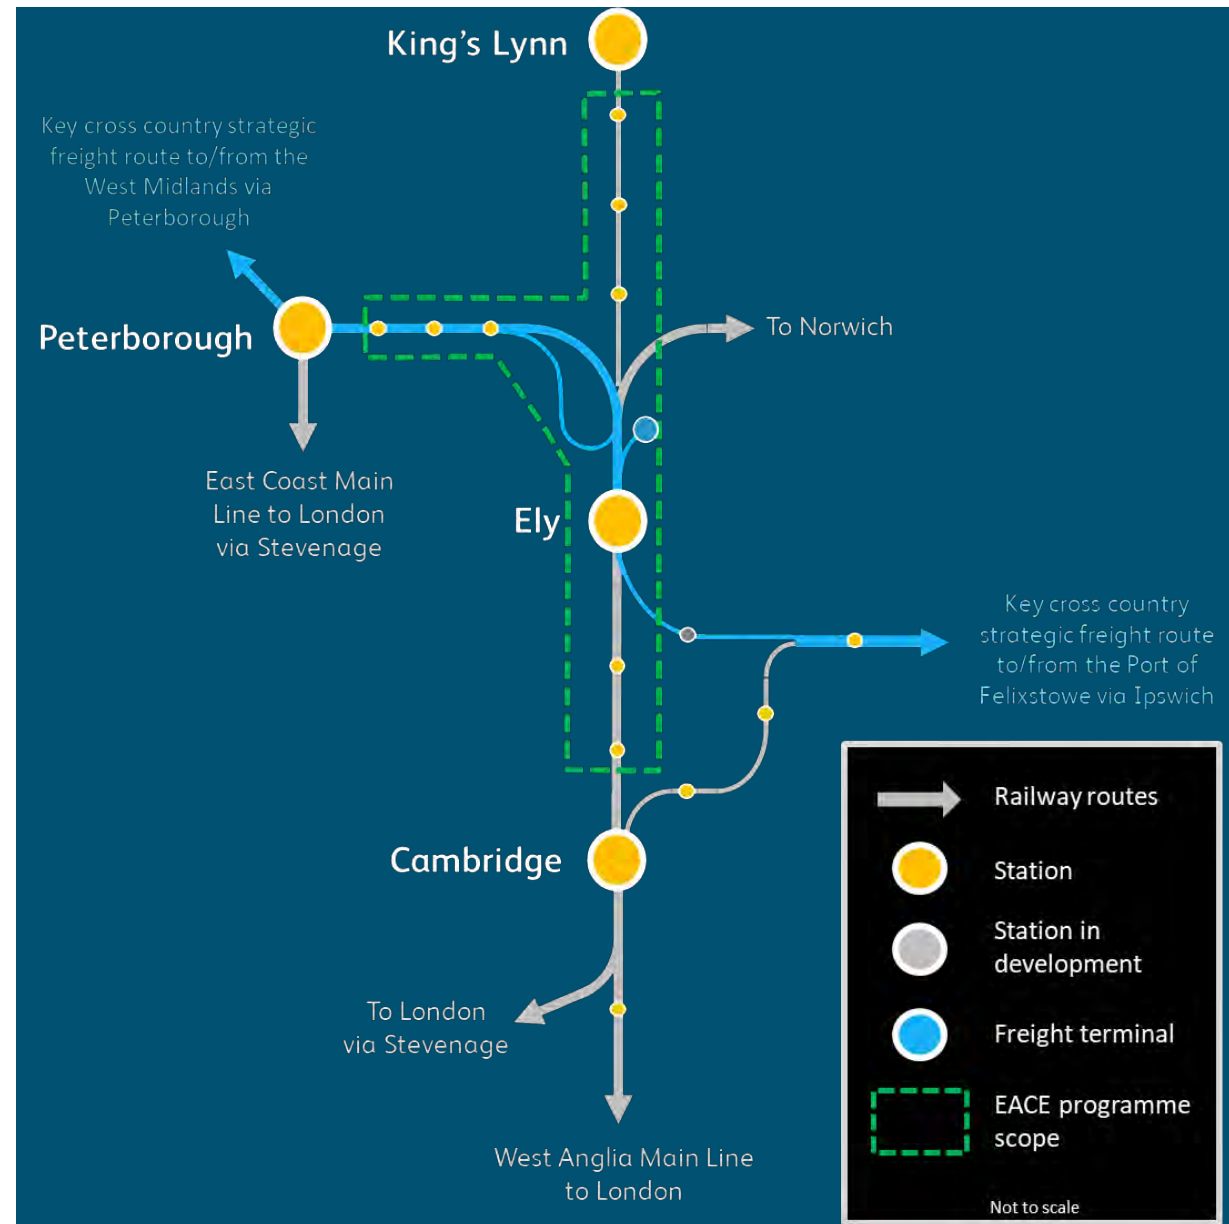 King's Lynn
Key cross country strategic
freight route to/from the
West Midlands via
Peterborough
Peterborough
To Norwich
East Coast Main
Line to London
via Stevenage
Ely
Key cross country
strategic freight route
to/from the Port of
Felixstowe via Ipswich
Cambridge
To London
via Stevenage
West Anglia Main Line
to London
Railway routes
Station
Station in
development
Freight terminal
EACE programme
scope
Not to scale